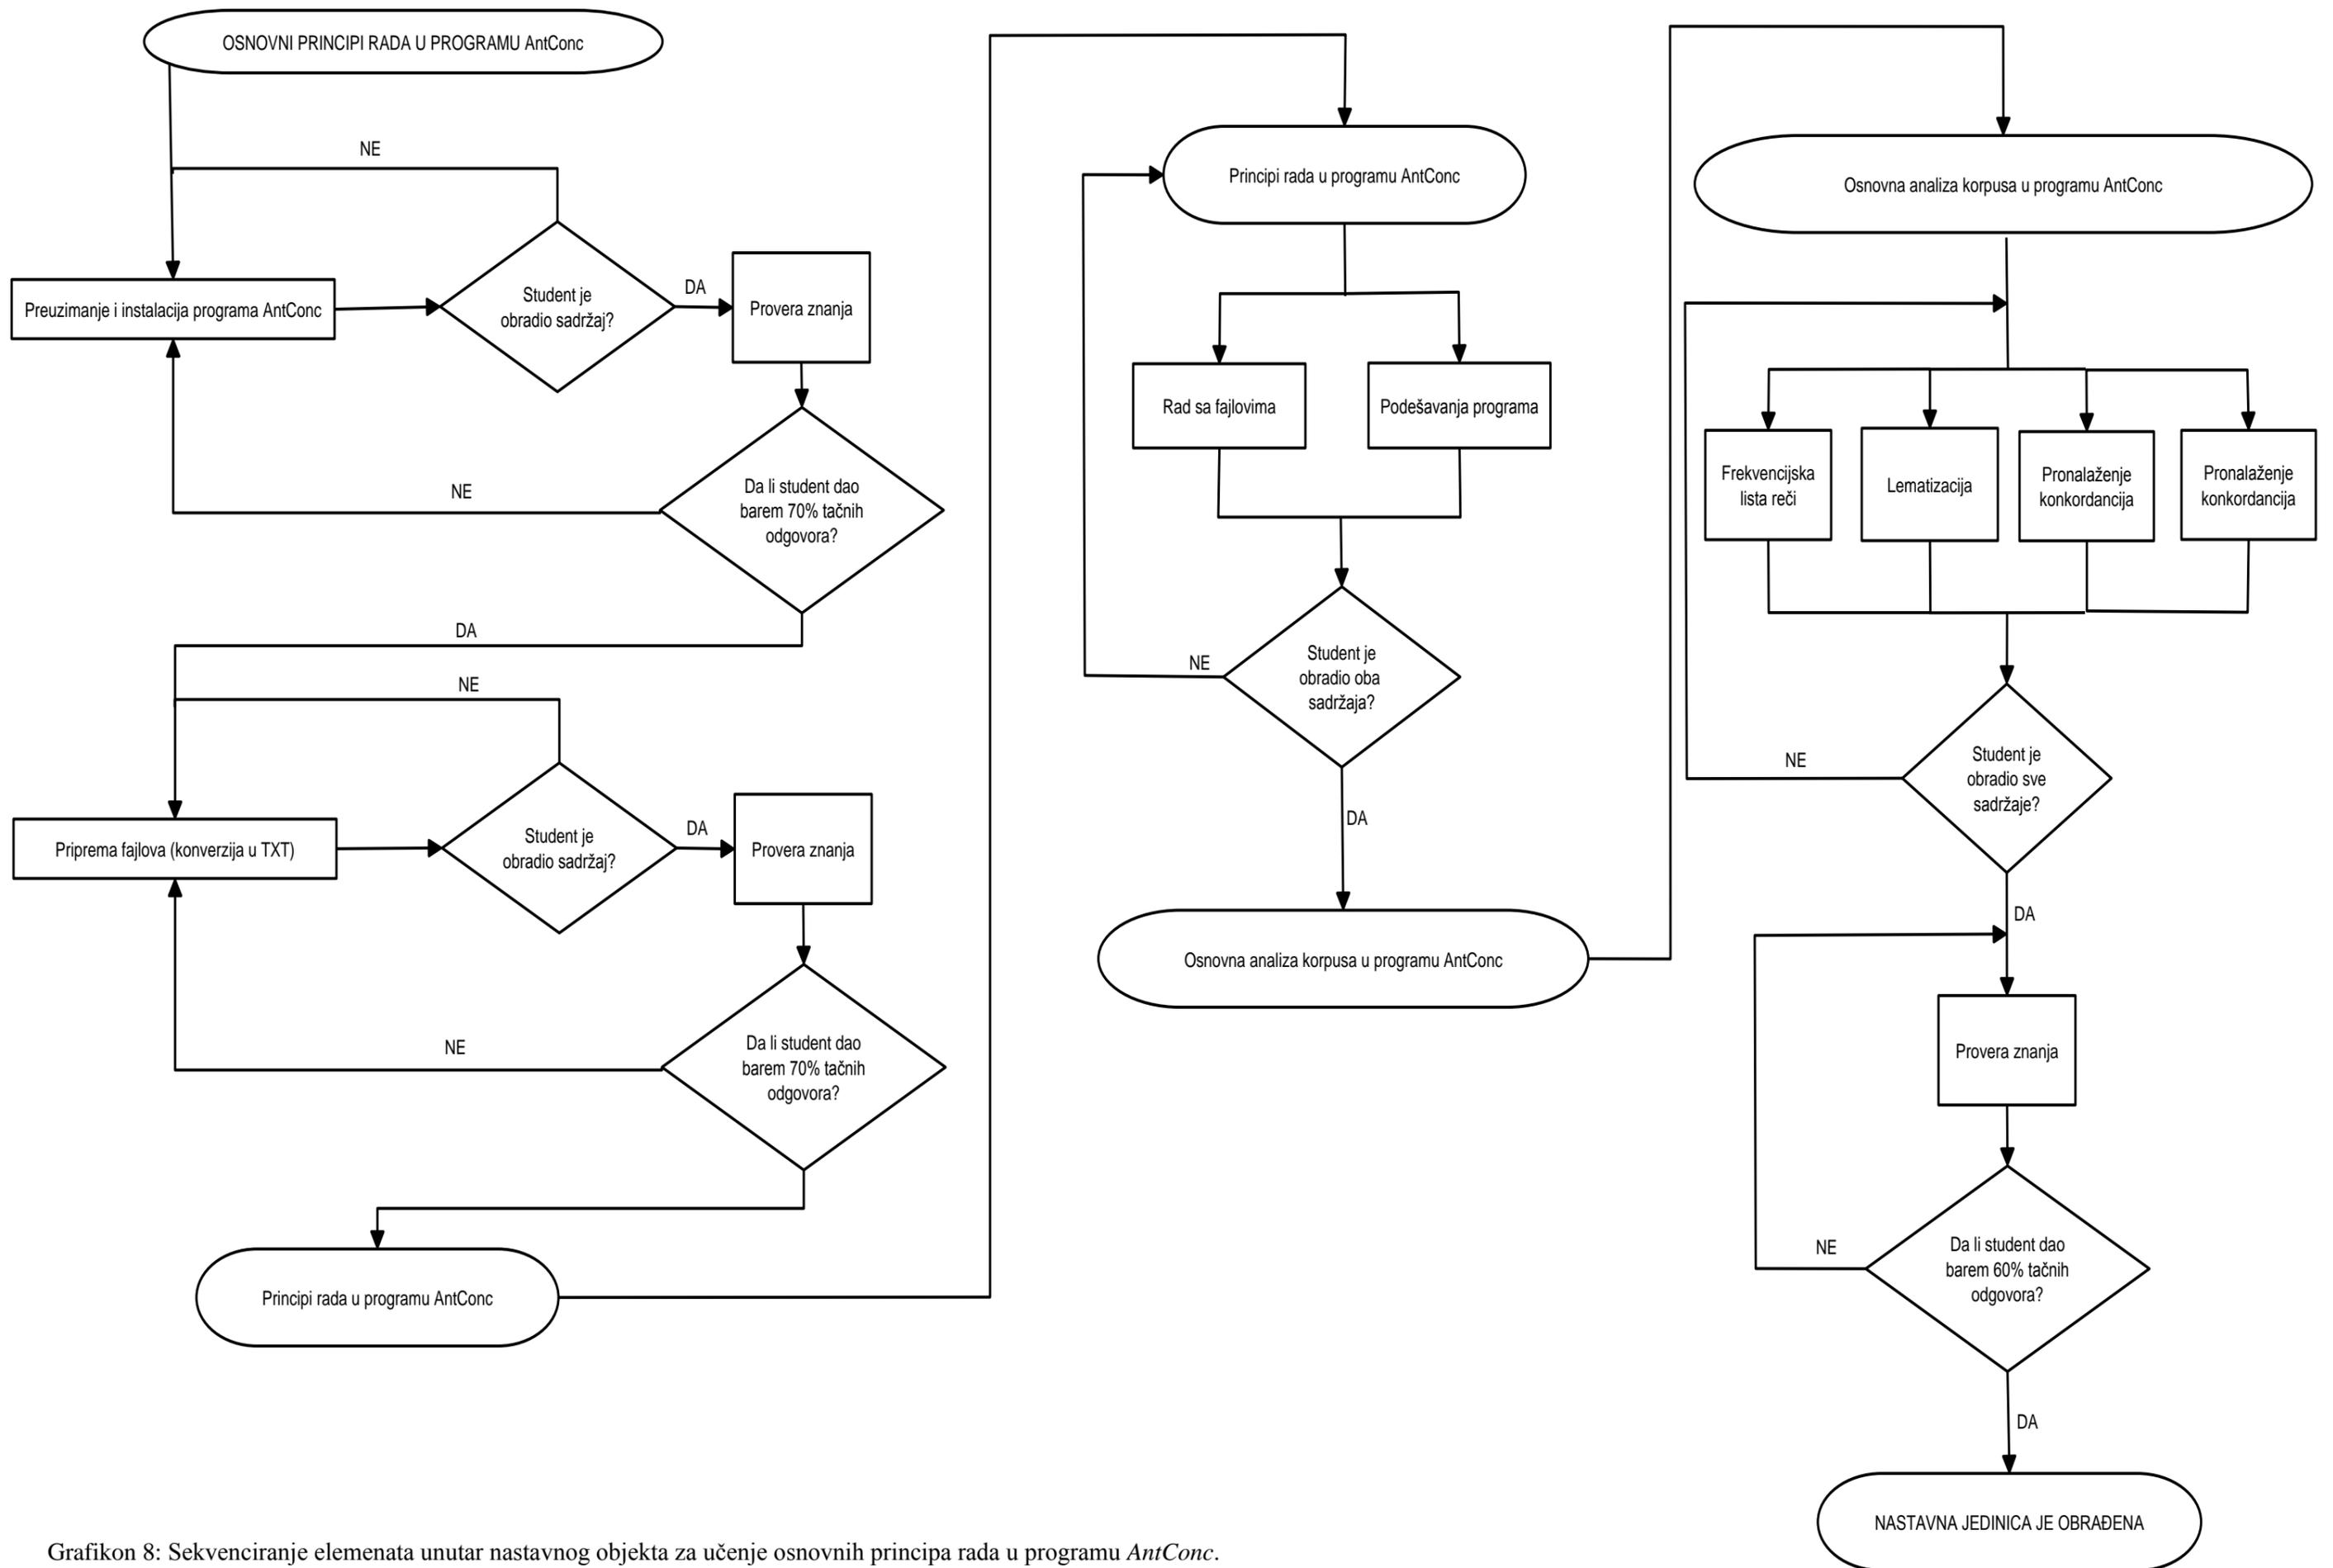 OSNOVNI PRINCIPI RADA U PROGRAMU AntConc
NE
Preuzimanje i instalacija programa AntConc
Student je
obradio sadržaj?
DA
Provera znanja
Da li student dao
barem 70% tačnih
odgovora?
NE
DA
NE
Priprema fajlova (konverzija u TXT)
Student je
obradio sadržaj?
DA
Provera znanja
Da li student dao
barem 70% tačnih
odgovora?
NE
Principi rada u programu AntConc
Principi rada u programu AntConc
Rad sa fajlovima
Podešavanja programa
Student je
obradio oba
sadržaja?
NE
DA
Osnovna analiza korpusa u programu AntConc
Osnovna analiza korpusa u programu AntConc
Frekvencijska
lista reči
Lematizacija
Pronalaženje
konkordancija
Pronalaženje
konkordancija
Student je
obradio sve
sadržaje?
NE
DA
Provera znanja
Da li student dao
barem 60% tačnih
odgovora?
NE
DA
NASTAVNA JEDINICA JE OBRAĐENA
Grafikon 8: Sekvenciranje elemenata unutar nastavnog objekta za učenje osnovnih principa rada u programu AntConc.